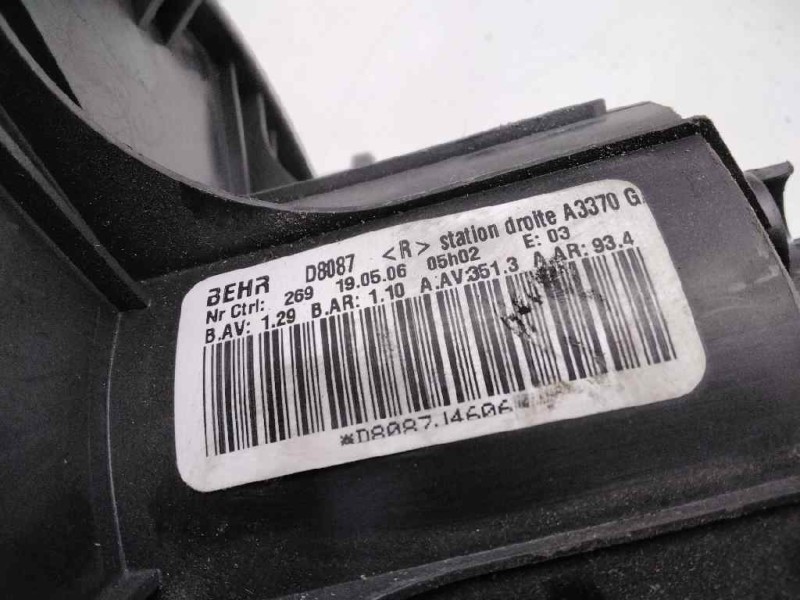 BEHR D8087 <R> station droite A3370 G
Nr Ctrl: 269 19.05.06 05h02 E: 03
B.AV: 1.29 B.AR: 1.10 A.AV:351.3 A.AR: 93.4
*D8087J4606